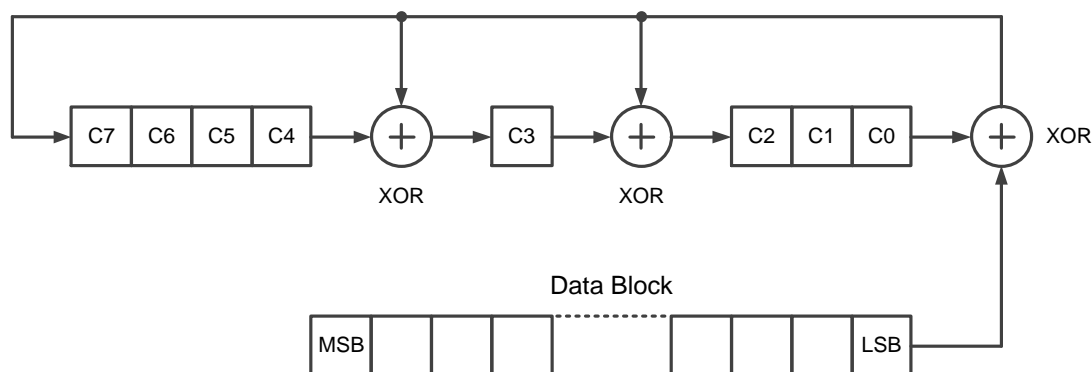 C7 C6 C5 C4 C3 C2 C1 C0 XOR
XOR XOR
Data Block
MSB LSB